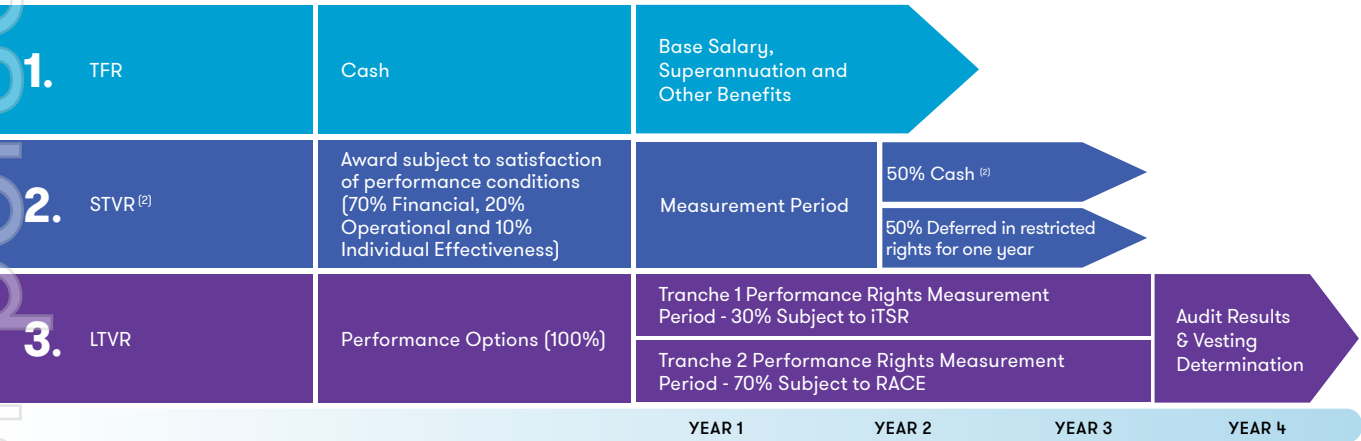 1.
TFR
Cash
Base Salary,
Superannuation and
Other Benefits
2.
STVR (2)
Award subject to satisfaction
of performance conditions
(70% Financial, 20%
Operational and 10%
Individual Effectiveness)
Measurement Period
50% Cash (2)
50% Deferred in restricted
rights for one year
3.
LTVR
Performance Options (100%)
Tranche 1 Performance Rights Measurement
Period - 30% Subject to iTSR
Tranche 2 Performance Rights Measurement
Period - 70% Subject to RACE
Audit Results
& Vesting
Determination
YEAR 1
YEAR 2
YEAR 3
YEAR 4